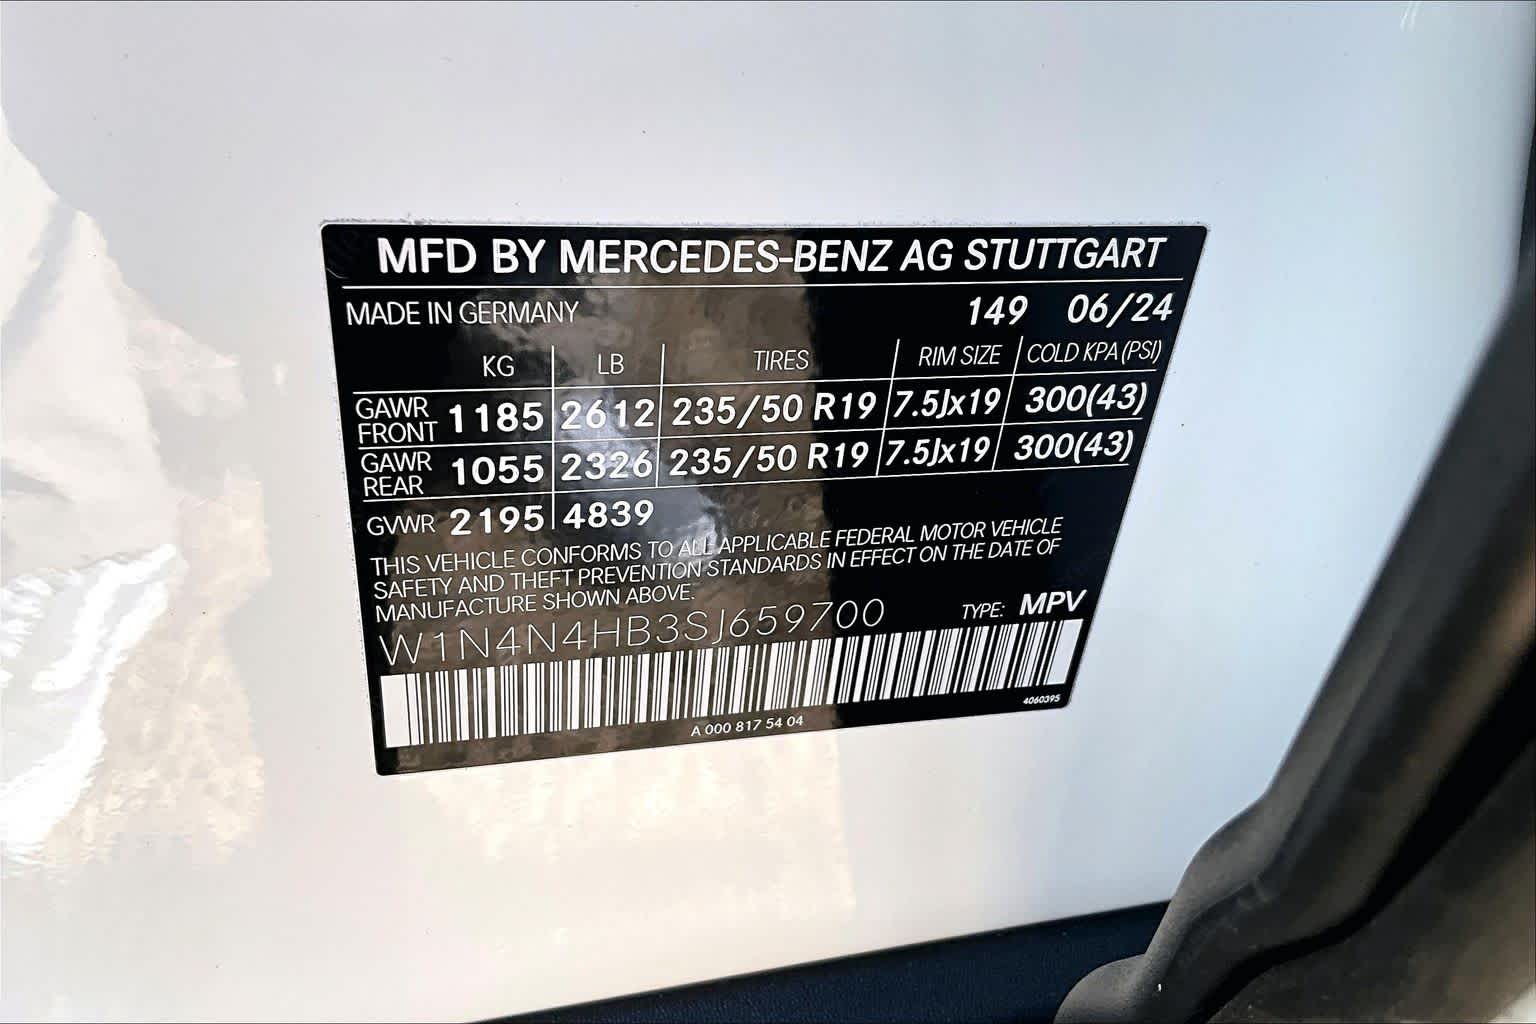 MFD BY MERCEDES-BENZ AG STUTTGART
MADE IN GERMANY 149 06/24
KG LB TIRES RIM SIZE COLD KPA (PSI)
GAWR FRONT 1185 2612 235/50 R19 7.5Jx19 300(43)
GAWR REAR 1055 2326 235/50 R19 7.5Jx19 300(43)
GVWR 2195 4839
THIS VEHICLE CONFORMS TO ALL APPLICABLE FEDERAL MOTOR VEHICLE
SAFETY AND THEFT PREVENTION STANDARDS IN EFFECT ON THE DATE OF
MANUFACTURE SHOWN ABOVE.
W1N4N4HB3SJ659700 TYPE: MPV
4060395
A 000 817 54 04